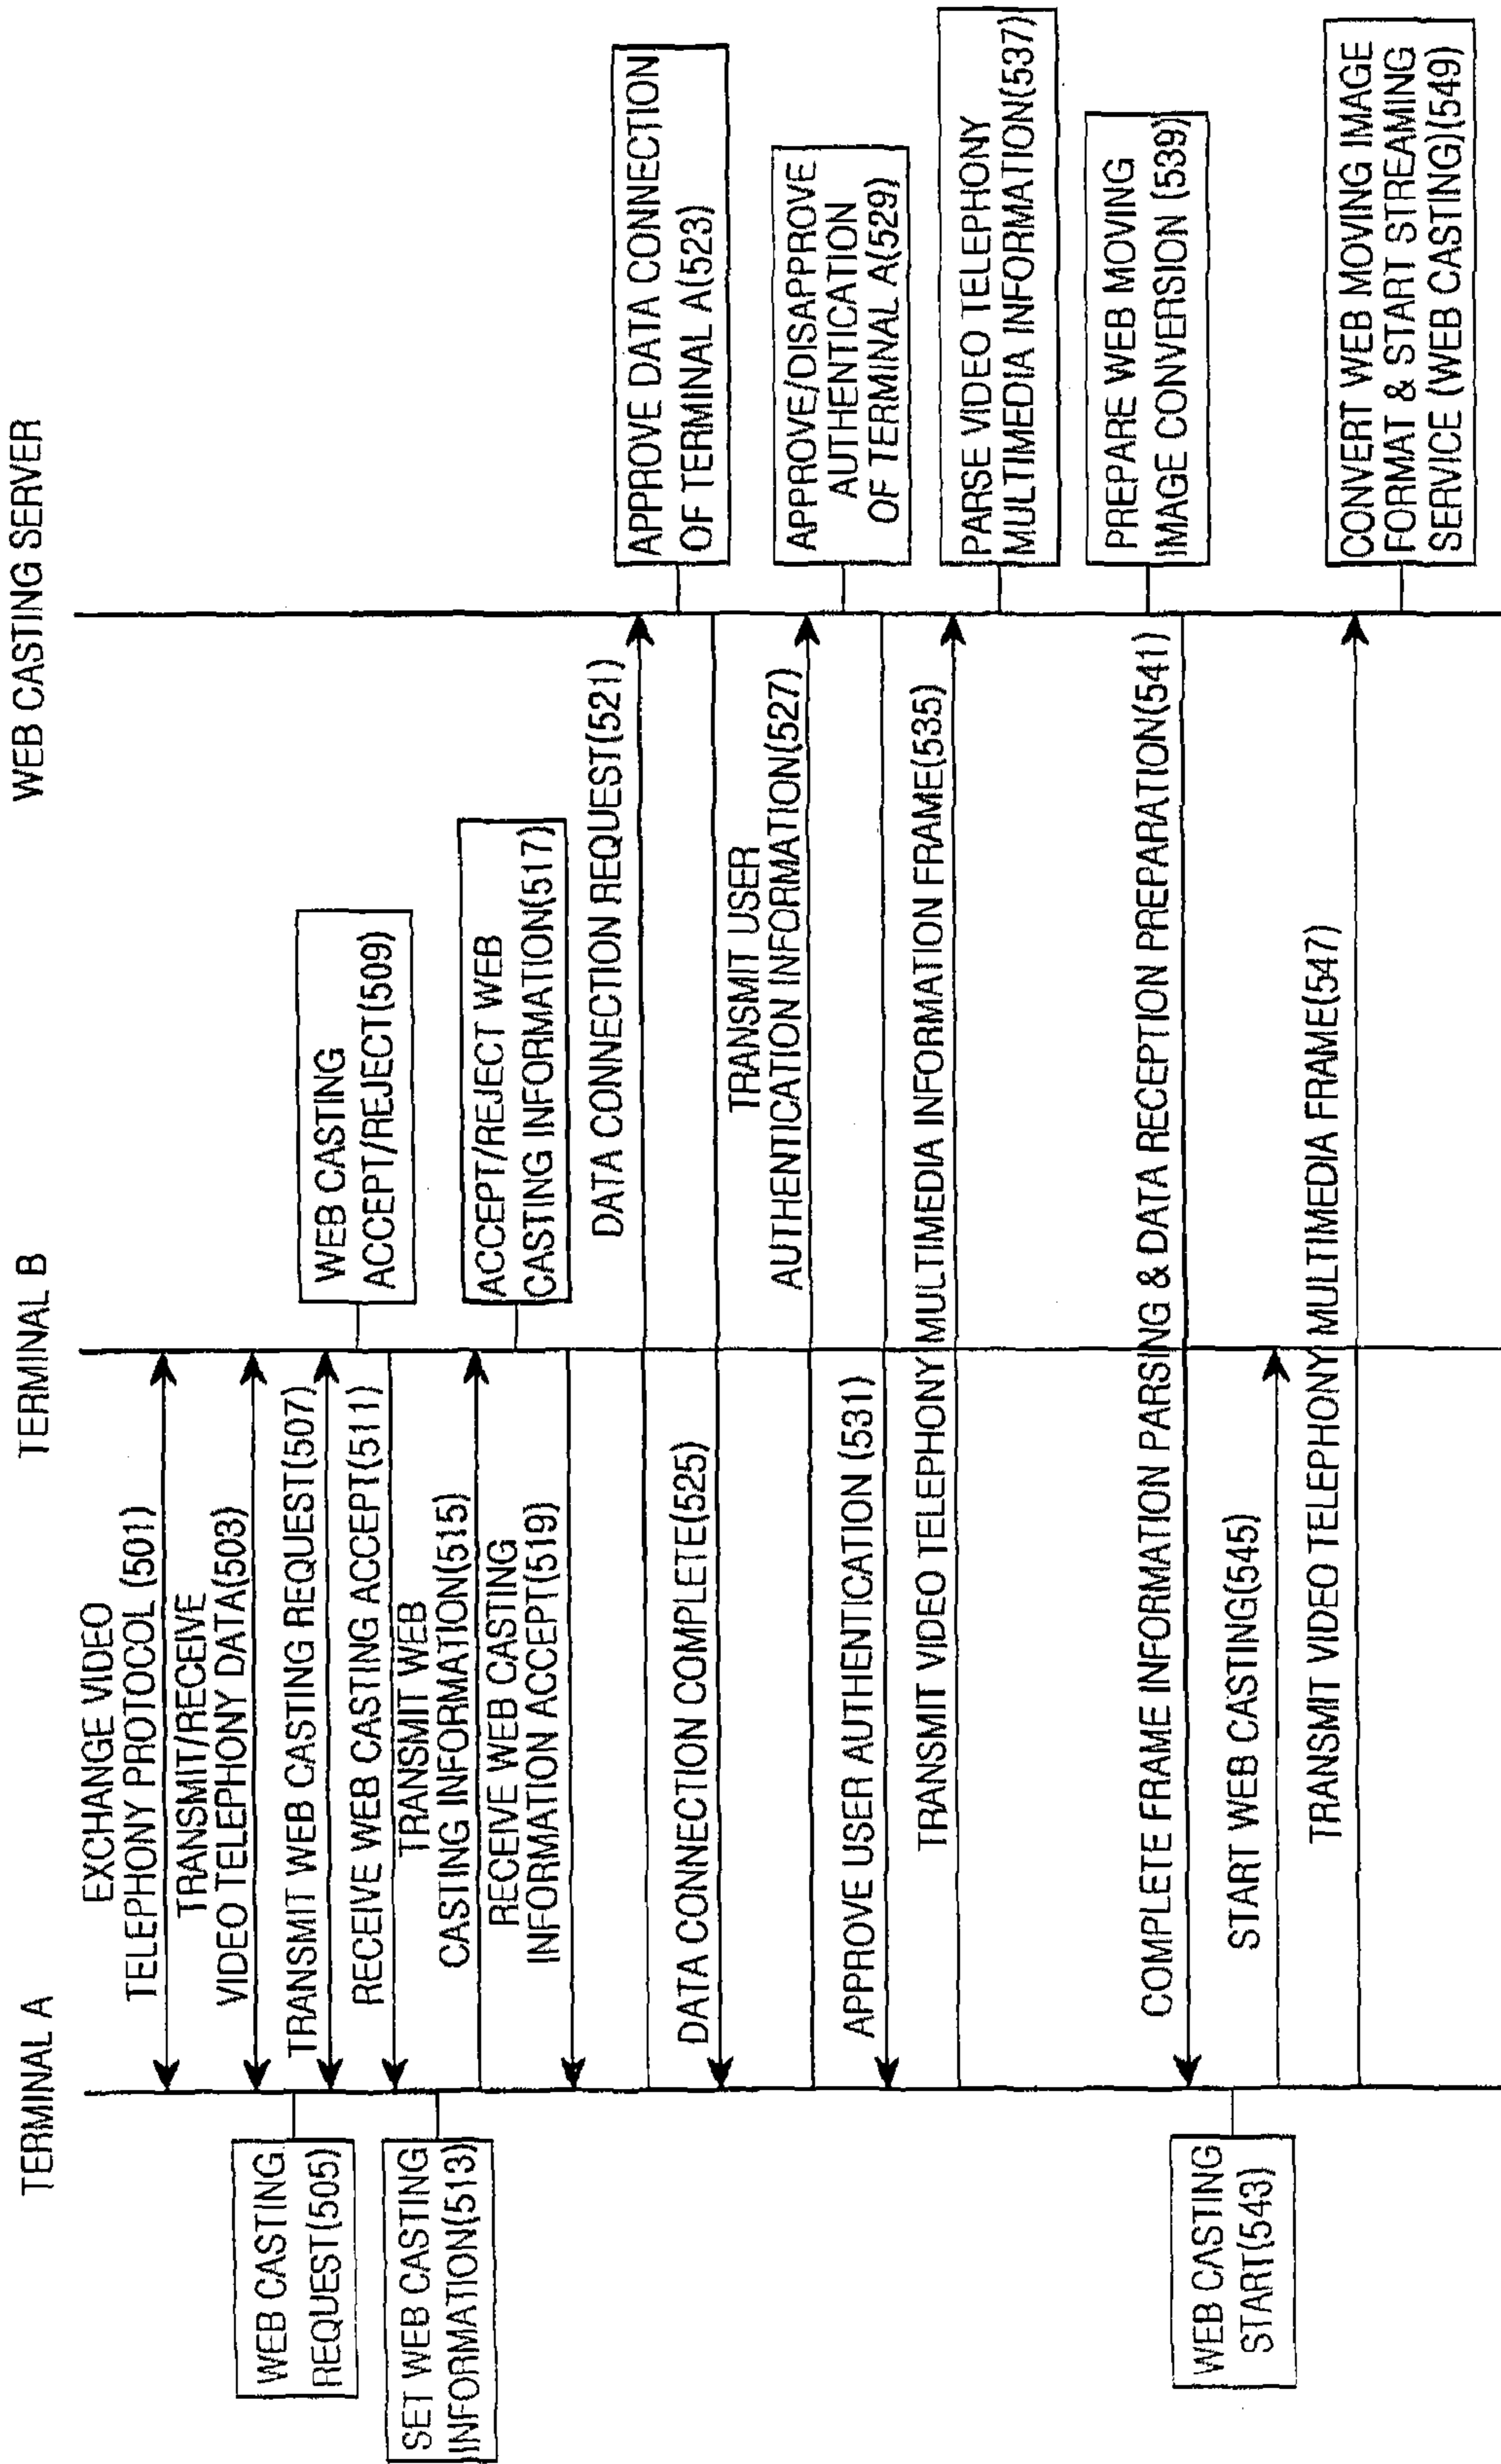 TERMINAL A
TERMINAL B
WEB CASTING SERVER
EXCHANGE VIDEO
TELEPHONY PROTOCOL (501)
TRANSMIT/RECEIVE
VIDEO TELEPHONY DATA(503)
WEB CASTING
REQUEST(505)
TRANSMIT WEB CASTING REQUEST(507)
WEB CASTING
ACCEPT/REJECT(509)
RECEIVE WEB CASTING ACCEPT(511)
SET WEB CASTING
INFORMATION(513)
TRANSMIT WEB
CASTING INFORMATION(515)
ACCEPT/REJECT WEB
CASTING INFORMATION(517)
RECEIVE WEB CASTING
INFORMATION ACCEPT(519)
DATA CONNECTION REQUEST(521)
APPROVE DATA CONNECTION
OF TERMINAL A(523)
DATA CONNECTION COMPLETE(525)
TRANSMIT USER
AUTHENTICATION INFORMATION(527)
APPROVE/DISAPPROVE
AUTHENTICATION
OF TERMINAL A(529)
APPROVE USER AUTHENTICATION (531)
TRANSMIT VIDEO TELEPHONY MULTIMEDIA INFORMATION FRAME(535)
PARSE VIDEO TELEPHONY
MULTIMEDIA INFORMATION(537)
PREPARE WEB MOVING
IMAGE CONVERSION (539)
COMPLETE FRAME INFORMATION PARSING & DATA RECEPTION PREPARATION(541)
WEB CASTING
START(543)
START WEB CASTING(545)
TRANSMIT VIDEO TELEPHONY MULTIMEDIA FRAME(547)
CONVERT WEB MOVING IMAGE
FORMAT & START STREAMING
SERVICE (WEB CASTING)(549)